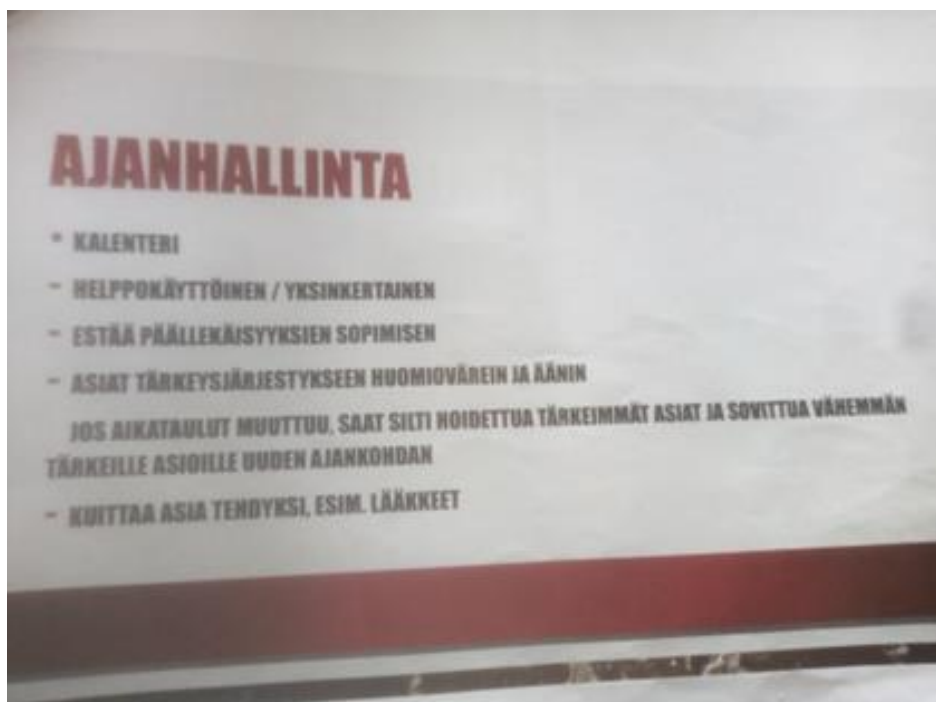 AJANHALLINTA
* KALENTERI
- HELPPOKÄYTTÖINEN / YKSINKERTAINEN
- ESTÄÄ PÄÄLLEKÄISYYKSIEN SOPIMISEN
- ASIAT TÄRKEYSJÄRJESTYKSEEN HUOMIOVÄREIN JA ÄÄNIN
JOS AIKATAULUT MUUTTUU, SAAT SILTI HOIDETTUA TÄRKEIMMÄT ASIAT JA SOVITTUA VÄHEMMÄN
TÄRKEILLE ASIOILLE UUDEN AJANKOHDAN
- KUITTAA ASIA TEHDYKSI, ESIM. LÄÄKKEET